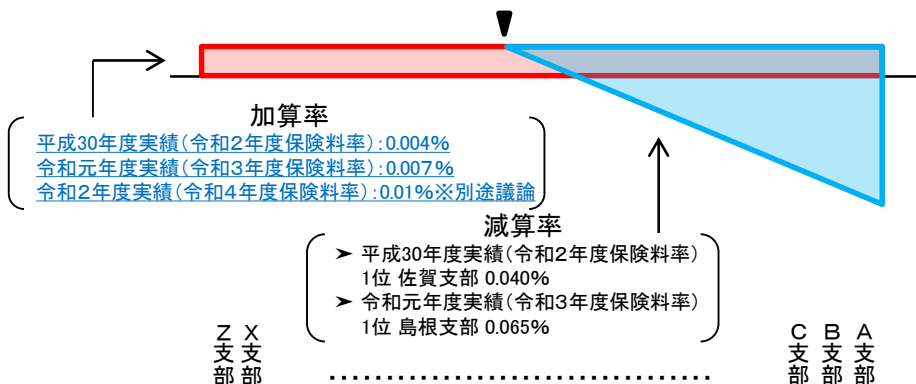 加算率
平成30年度実績(令和2年度保険料率):0.004%
令和元年度実績(令和3年度保険料率):0.007%
令和2年度実績(令和4年度保険料率):0.01%※別途議論
減算率
➤ 平成30年度実績(令和2年度保険料率)
1位 佐賀支部 0.040%
➤ 令和元年度実績(令和3年度保険料率)
1位 島根支部 0.065%
Z支部
X支部
C支部
B支部
A支部